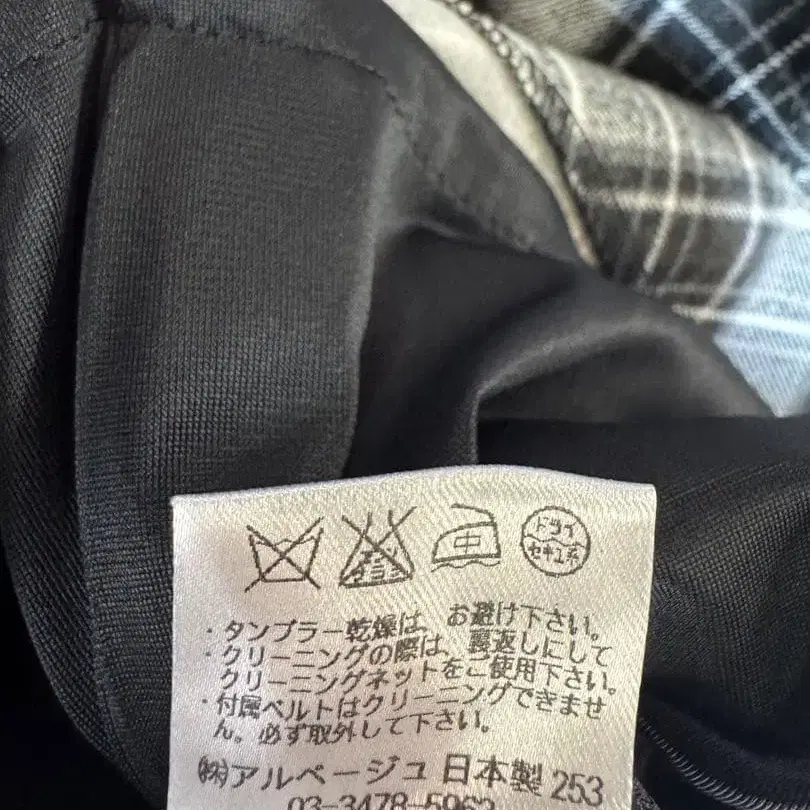 中
ドライ
セキユ系
・タンブラー乾燥は、お避け下さい。
・クリーニングの際は、裏返しにして
クリーニングネットをご使用下さい。
・付属ベルトはクリーニングできませ
ん。必ず取外して下さい。
㈱アルページュ 日本製 253
03-3478-5962